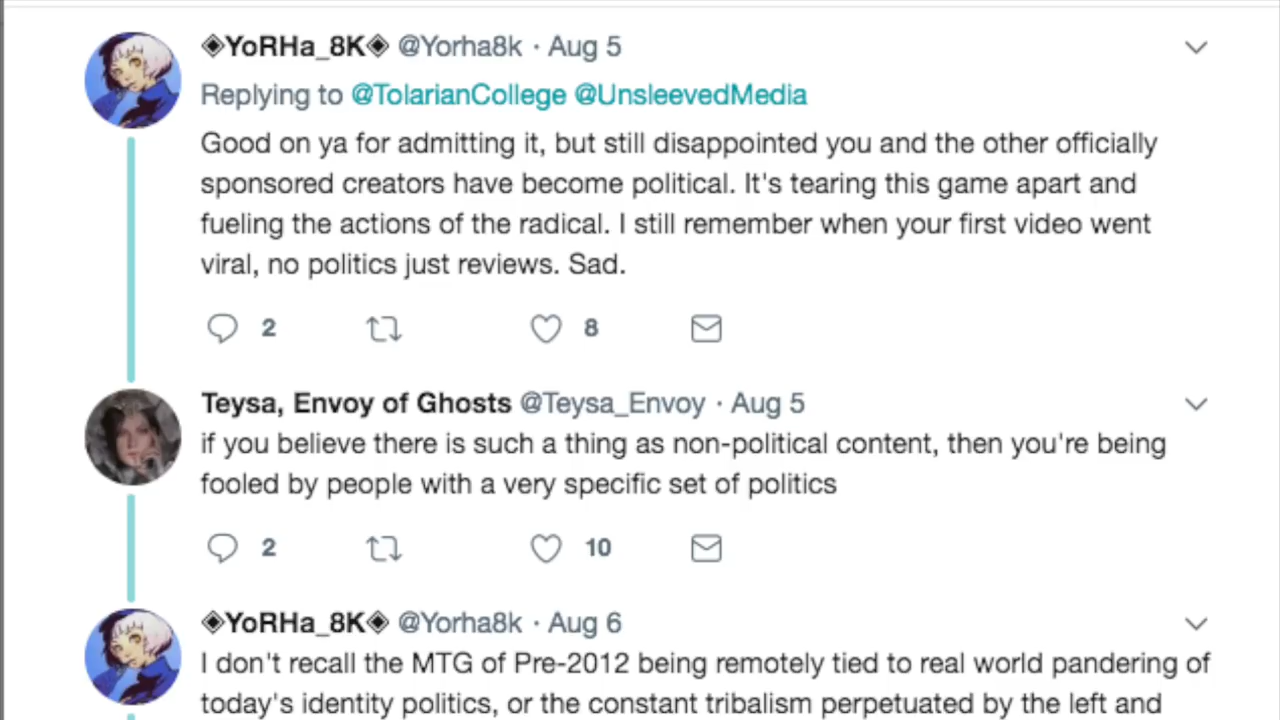 ◈YoRHa_8K◈ @Yorha8k · Aug 5
Replying to @TolarianCollege @UnsleevedMedia
Good on ya for admitting it, but still disappointed you and the other officially
sponsored creators have become political. It's tearing this game apart and
fueling the actions of the radical. I still remember when your first video went
viral, no politics just reviews. Sad.
2 8
Teysa, Envoy of Ghosts @Teysa_Envoy · Aug 5
if you believe there is such a thing as non-political content, then you're being
fooled by people with a very specific set of politics
2 10
◈YoRHa_8K◈ @Yorha8k · Aug 6
I don't recall the MTG of Pre-2012 being remotely tied to real world pandering of
today's identity politics, or the constant tribalism perpetuated by the left and